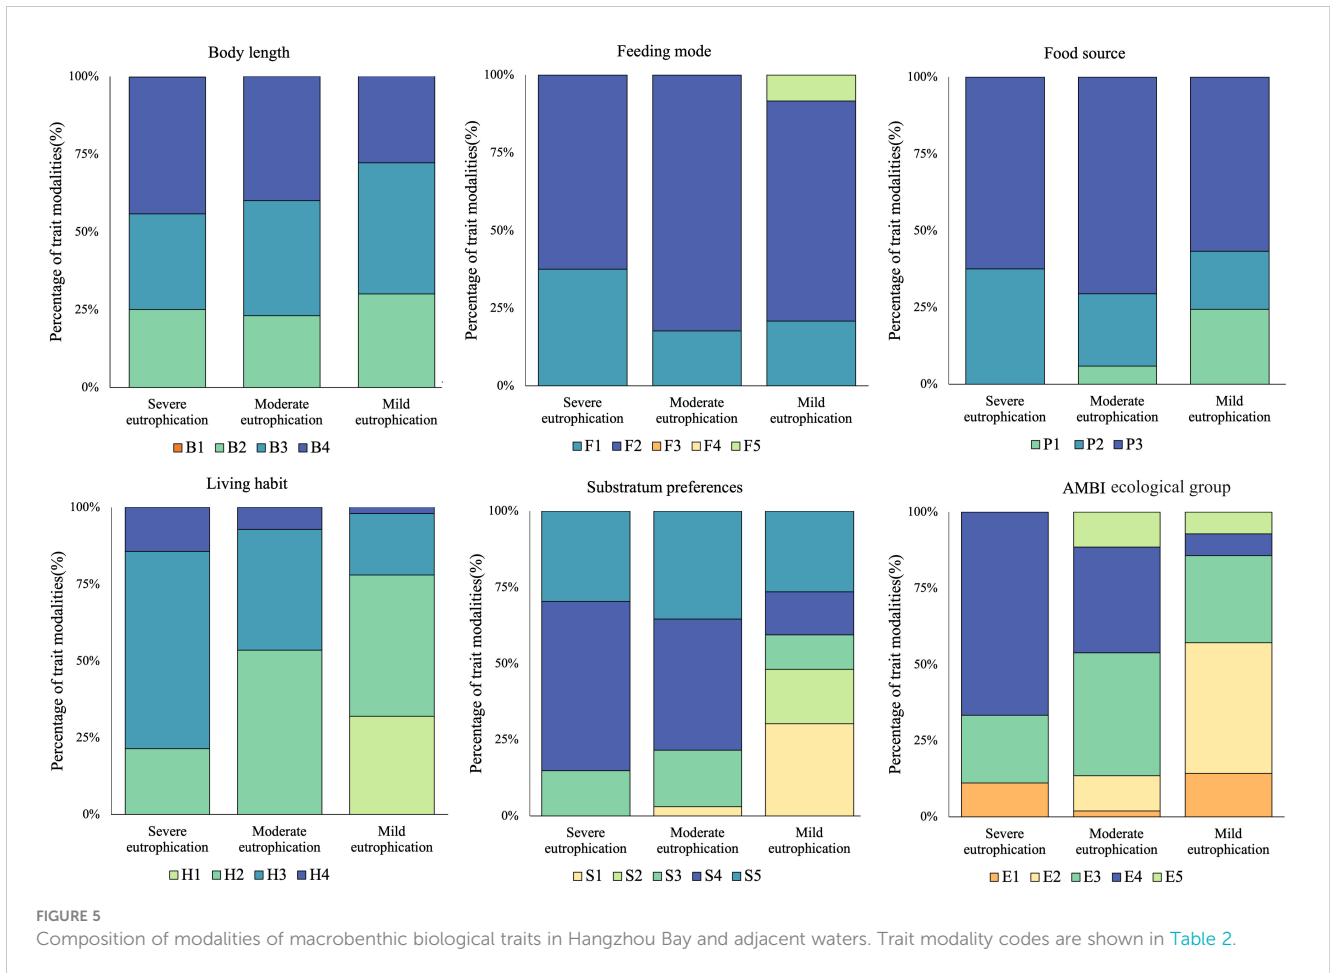 Body length
Percentage of trait modalities(%)
100%
75%
50%
25%
0%
Severe
eutrophication
Moderate
eutrophication
Mild
eutrophication
B1 B2 B3 B4
Feeding mode
Percentage of trait modalities(%)
100%
75%
50%
25%
0%
Severe
eutrophication
Moderate
eutrophication
Mild
eutrophication
F1 F2 F3 F4 F5
Food source
Percentage of trait modalities(%)
100%
75%
50%
25%
0%
Severe
eutrophication
Moderate
eutrophication
Mild
eutrophication
P1 P2 P3
Living habit
Percentage of trait modalities(%)
100%
75%
50%
25%
0%
Severe
eutrophication
Moderate
eutrophication
Mild
eutrophication
H1 H2 H3 H4
Substratum preferences
Percentage of trait modalities(%)
100%
75%
50%
25%
0%
Severe
eutrophication
Moderate
eutrophication
Mild
eutrophication
S1 S2 S3 S4 S5
AMBI ecological group
Percentage of trait modalities(%)
100%
75%
50%
25%
0%
Severe
eutrophication
Moderate
eutrophication
Mild
eutrophication
E1 E2 E3 E4 E5
FIGURE 5
Composition of modalities of macrobenthic biological traits in Hangzhou Bay and adjacent waters. Trait modality codes are shown in Table 2.